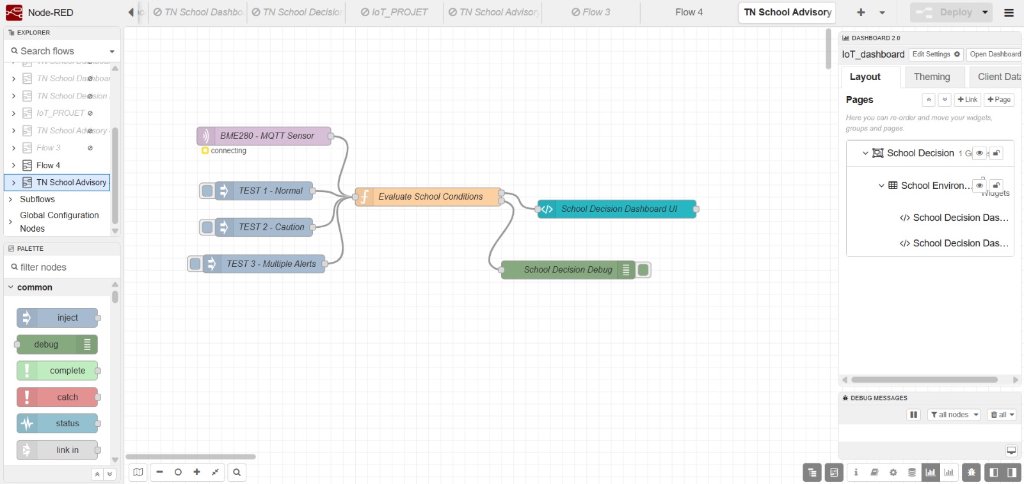 Node-RED
TN School Dashbo
TN School Decisio
IoT_PROJET
TN School Advisor
Flow 3
Flow 4
TN School Advisory
Deploy
EXPLORER
Search flows
TN School Dashboar
TN School Decision
IoT_PROJET
TN School Advisory
Flow 3
Flow 4
TN School Advisory
Subflows
Global Configuration
Nodes
PALETTE
filter nodes
common
inject
debug
complete
catch
status
link in
BME280 - MQTT Sensor
connecting
TEST 1 - Normal
TEST 2 - Caution
TEST 3 - Multiple Alerts
Evaluate School Conditions
School Decision Dashboard UI
School Decision Debug
DASHBOARD 2.0
IoT_dashboard
Edit Settings
Open Dashboard
Layout
Theming
Client Data
Pages
+Link
+Page
Here you can re-order and move your widgets,
groups and pages.
School Decision
School Environ...
School Decision Das...
School Decision Das...
DEBUG MESSAGES
all nodes
all